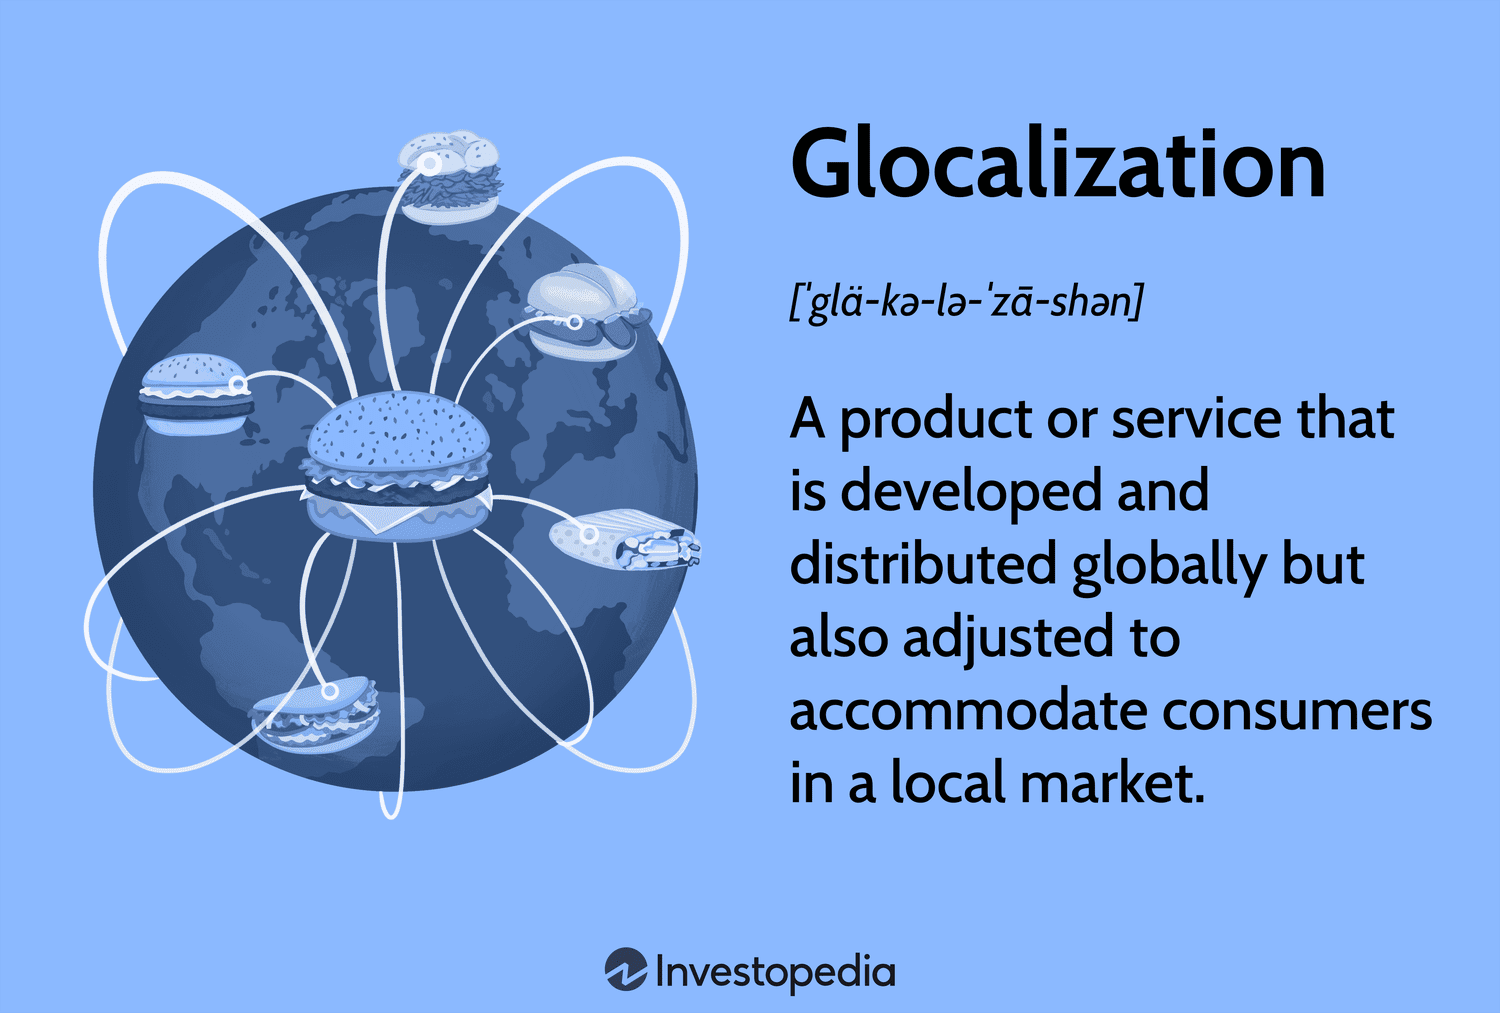 Glocalization
[ˈglä-kə-lə-ˈzā-shən]
A product or service that
is developed and
distributed globally but
also adjusted to
accommodate consumers
in a local market.
Investopedia